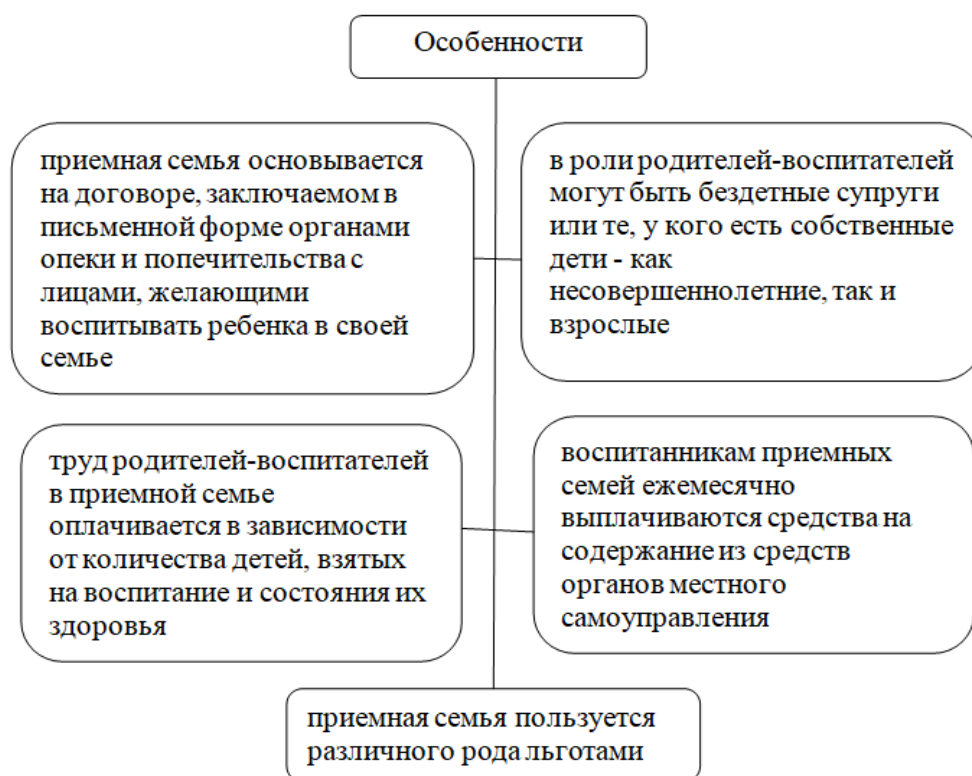 Особенности
приемная семья основывается
на договоре, заключаемом в
письменной форме органами
опеки и попечительства с
лицами, желающими
воспитывать ребенка в своей
семье
в роли родителей-воспитателей
могут быть бездетные супруги
или те, у кого есть собственные
дети - как
несовершеннолетние, так и
взрослые
труд родителей-воспитателей
в приемной семье
оплачивается в зависимости
от количества детей, взятых
на воспитание и состояния их
здоровья
воспитанникам приемных
семей ежемесячно
выплачиваются средства на
содержание из средств
органов местного
самоуправления
приемная семья пользуется
различного рода льготами